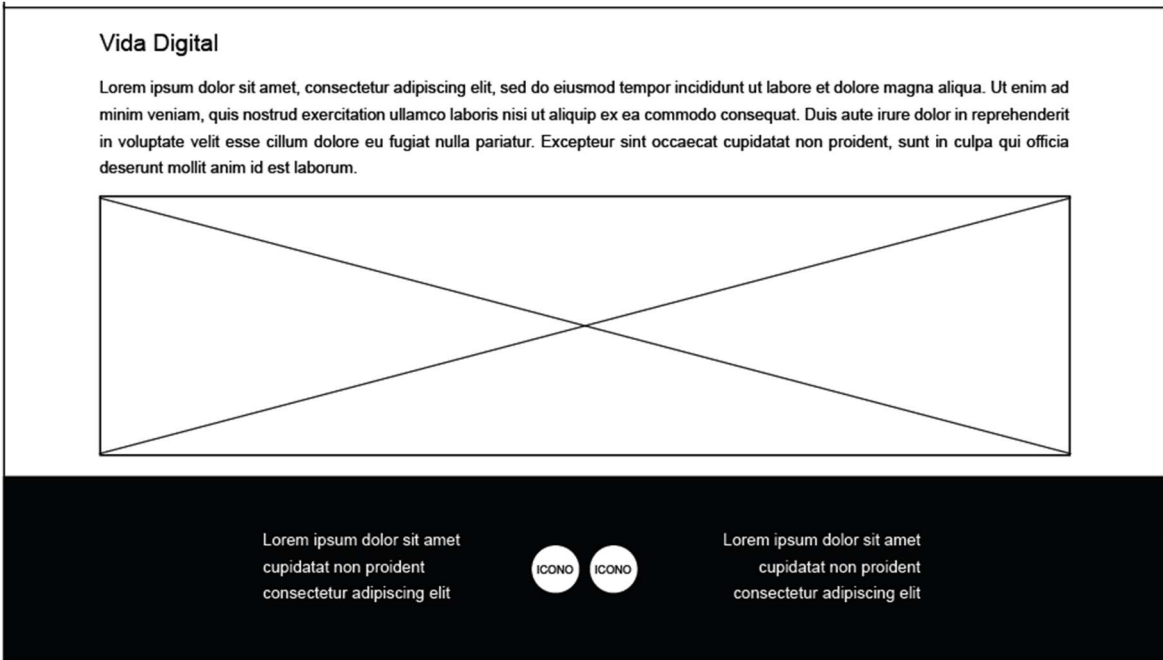 Vida Digital
Lorem ipsum dolor sit amet, consectetur adipiscing elit, sed do eiusmod tempor incididunt ut labore et dolore magna aliqua. Ut enim ad
minim veniam, quis nostrud exercitation ullamco laboris nisi ut aliquip ex ea commodo consequat. Duis aute irure dolor in reprehenderit
in voluptate velit esse cillum dolore eu fugiat nulla pariatur. Excepteur sint occaecat cupidatat non proident, sunt in culpa qui officia
deserunt mollit anim id est laborum.
Lorem ipsum dolor sit amet
cupidatat non proident
consectetur adipiscing elit
ICONO
ICONO
Lorem ipsum dolor sit amet
cupidatat non proident
consectetur adipiscing elit